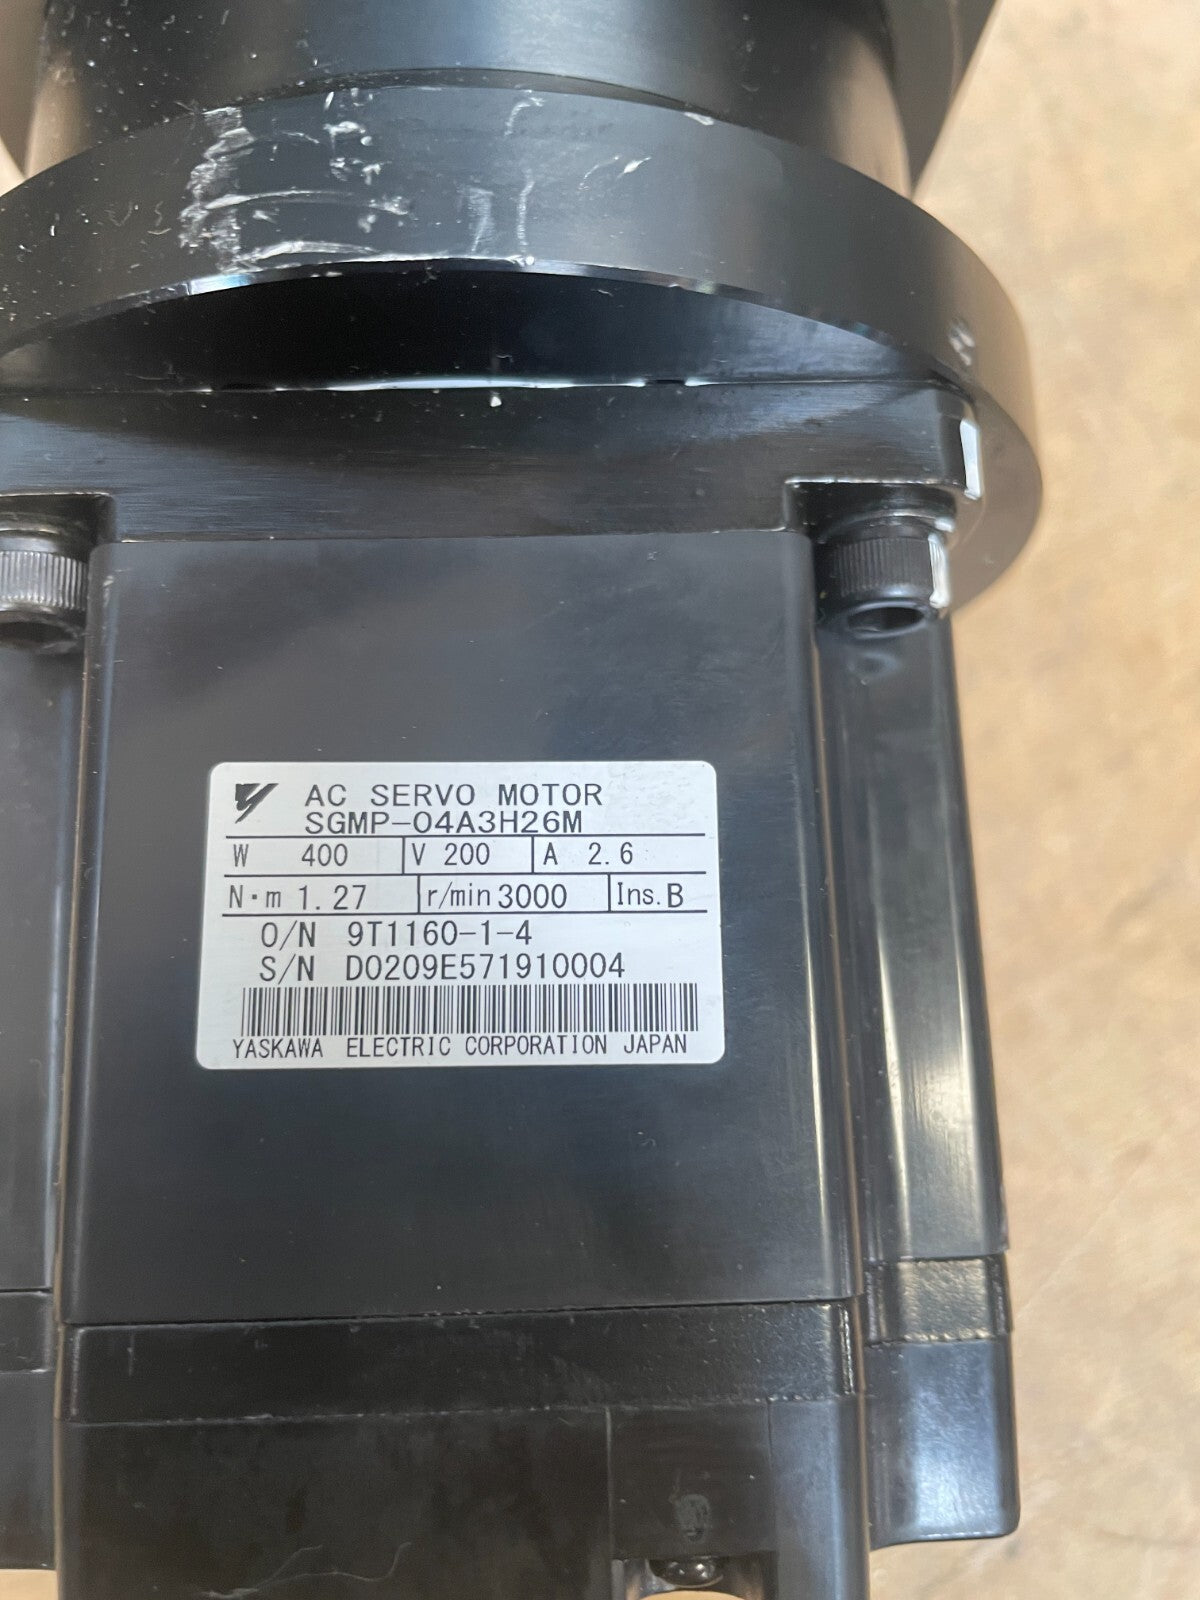 AC SERVO MOTOR
SGMP-04A3H26M
W 400 V 200 A 2.6
N·m 1.27 r/min 3000 Ins. B
O/N 9T1160-1-4
S/N D0209E571910004
YASKAWA ELECTRIC CORPORATION JAPAN